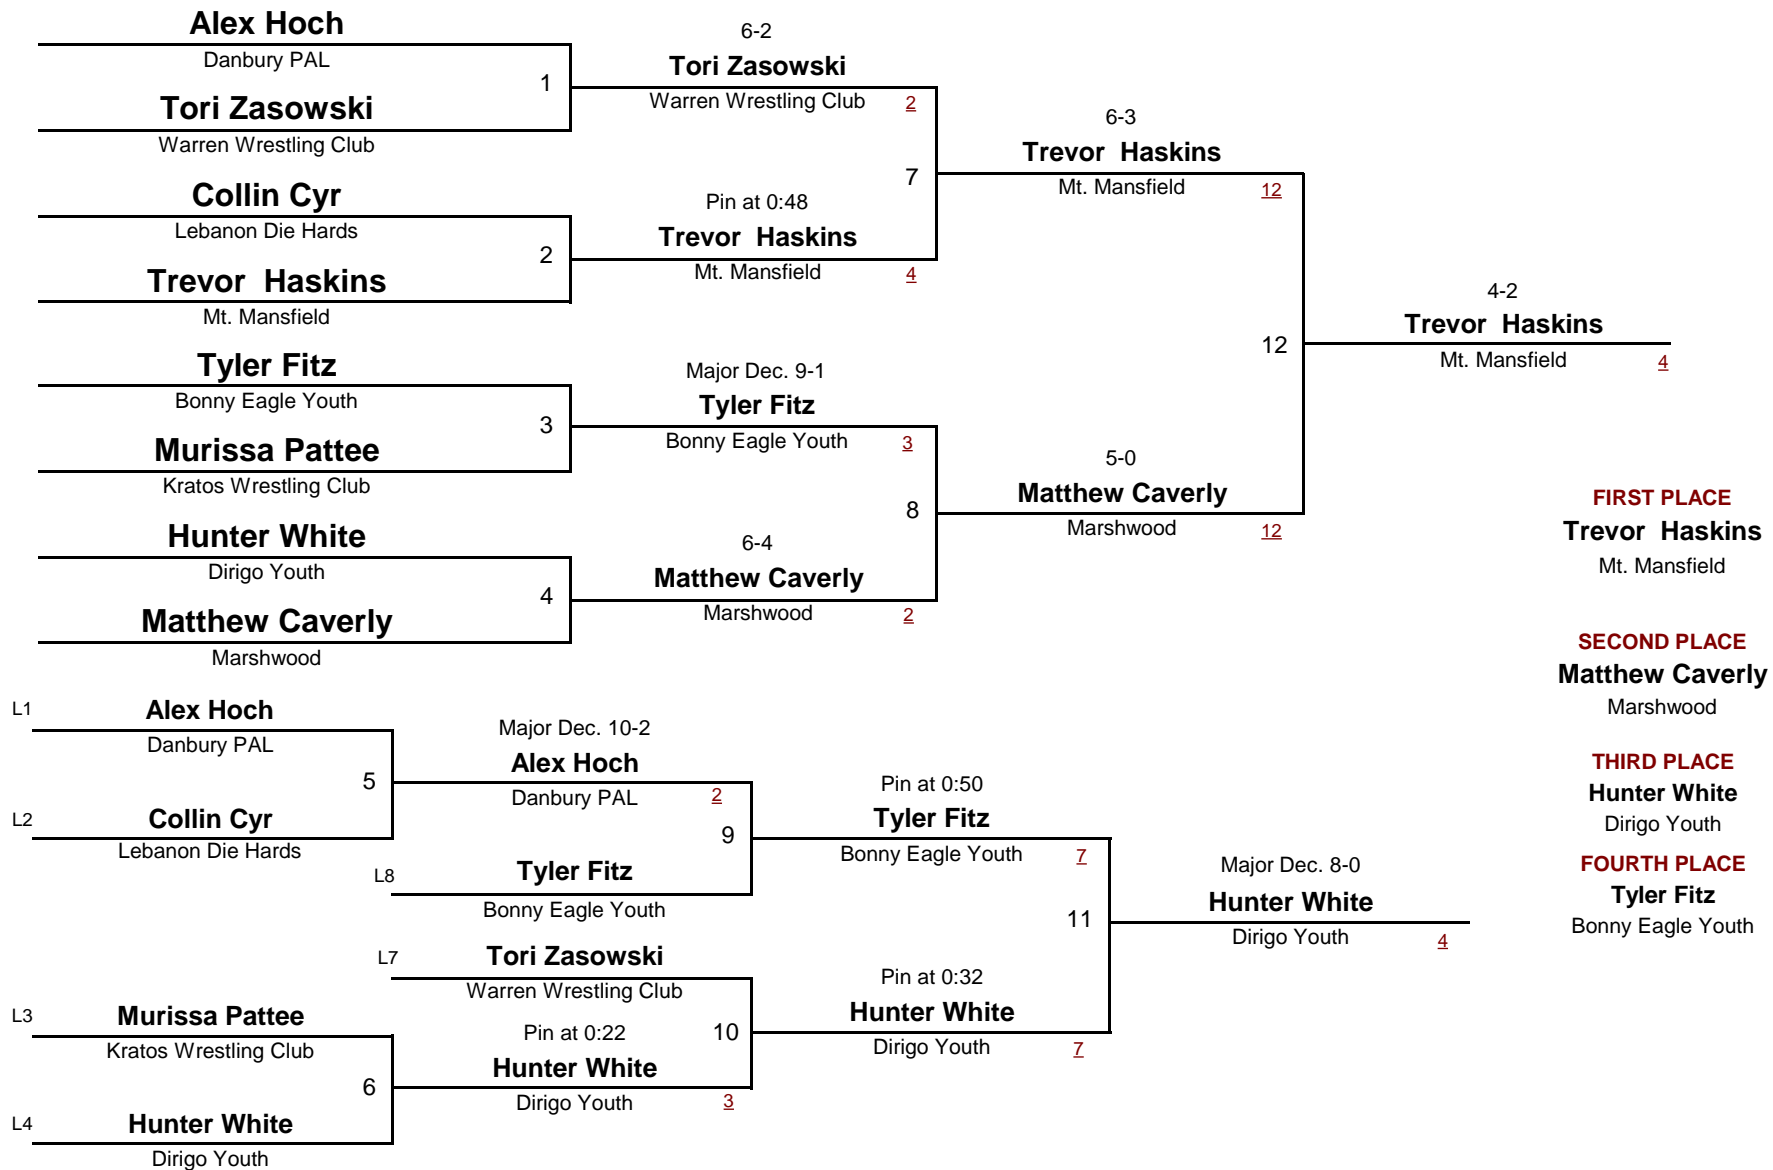 Alex Hoch
Danbury PAL
1
Tori Zasowski
Warren Wrestling Club
Collin Cyr
Lebanon Die Hards
2
Trevor  Haskins
Mt. Mansfield
Tyler Fitz
Bonny Eagle Youth
3
Murissa Pattee
Kratos Wrestling Club
Hunter White
Dirigo Youth
4
Matthew Caverly
Marshwood
6-2
Tori Zasowski
Warren Wrestling Club 2
7
Pin at 0:48
Trevor  Haskins
Mt. Mansfield 4
Major Dec. 9-1
Tyler Fitz
Bonny Eagle Youth 3
8
6-4
Matthew Caverly
Marshwood 2
6-3
Trevor  Haskins
Mt. Mansfield 12
12
5-0
Matthew Caverly
Marshwood 12
4-2
Trevor  Haskins
Mt. Mansfield 4
FIRST PLACE
Trevor  Haskins
Mt. Mansfield
SECOND PLACE
Matthew Caverly
Marshwood
THIRD PLACE
Hunter White
Dirigo Youth
FOURTH PLACE
Tyler Fitz
Bonny Eagle Youth
L1 Alex Hoch
Danbury PAL
5
L2 Collin Cyr
Lebanon Die Hards
Major Dec. 10-2
Alex Hoch
Danbury PAL 2
9
L8 Tyler Fitz
Bonny Eagle Youth
L7 Tori Zasowski
Warren Wrestling Club
10
L3 Murissa Pattee
Kratos Wrestling Club
6
L4 Hunter White
Dirigo Youth
Pin at 0:22
Hunter White
Dirigo Youth 3
Pin at 0:50
Tyler Fitz
Bonny Eagle Youth 7
11
Pin at 0:32
Hunter White
Dirigo Youth 7
Major Dec. 8-0
Hunter White
Dirigo Youth 4